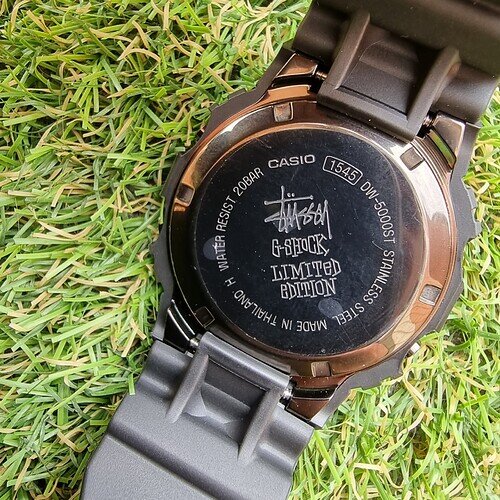 CASIO 1545 DW-5000ST STAINLESS STEEL MADE IN THAILAND H WATER RESIST 20BAR
Stüssy
G-SHOCK
LIMITED
EDITION